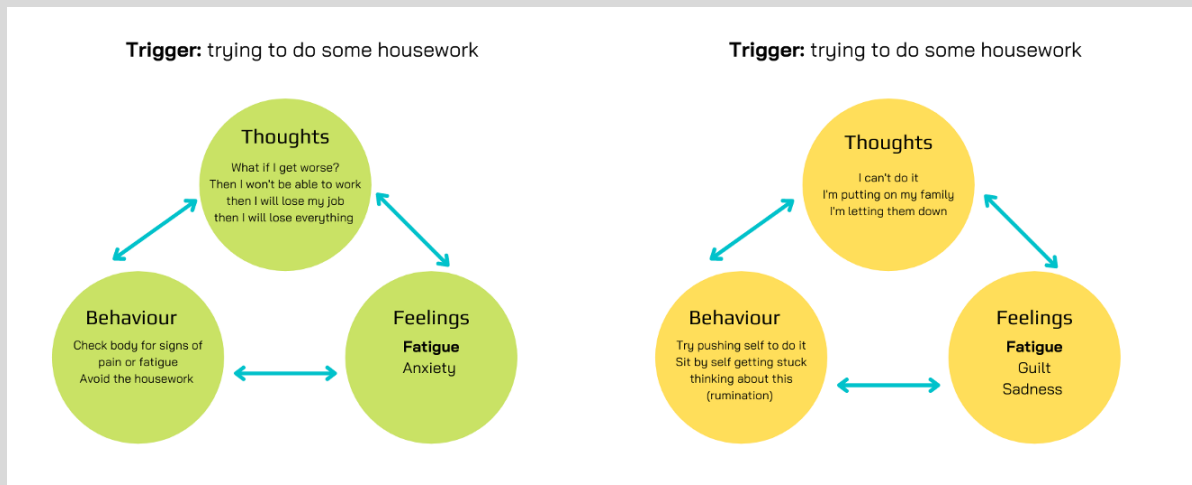 Trigger: trying to do some housework
Thoughts
What if I get worse?
Then I won't be able to work
then I will lose my job
then I will lose everything
Behaviour
Check body for signs of
pain or fatigue
Avoid the housework
Feelings
Fatigue
Anxiety
Trigger: trying to do some housework
Thoughts
I can't do it
I'm putting on my family
I'm letting them down
Behaviour
Try pushing self to do it
Sit by self getting stuck
thinking about this
(rumination)
Feelings
Fatigue
Guilt
Sadness